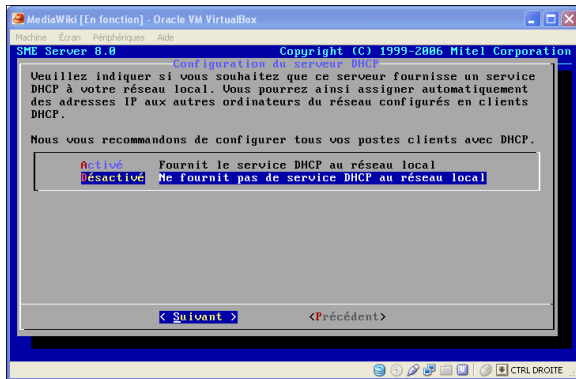 MediaWiki [En fonction] - Oracle VM VirtualBox
Machine Écran Périphériques Aide
SME Server 8.0 Copyright (C) 1999-2006 Mitel Corporation
Configuration du serveur DHCP
Veuillez indiquer si vous souhaitez que ce serveur fournisse un service
DHCP à votre réseau local. Vous pourrez ainsi assigner automatiquement
des adresses IP aux autres ordinateurs du réseau configurés en clients
DHCP.
Nous vous recommandons de configurer tous vos postes clients avec DHCP.
Activé Fournit le service DHCP au réseau local
Désactivé Ne fournit pas de service DHCP au réseau local
< Suivant > <Précédent>
CTRL DROITE